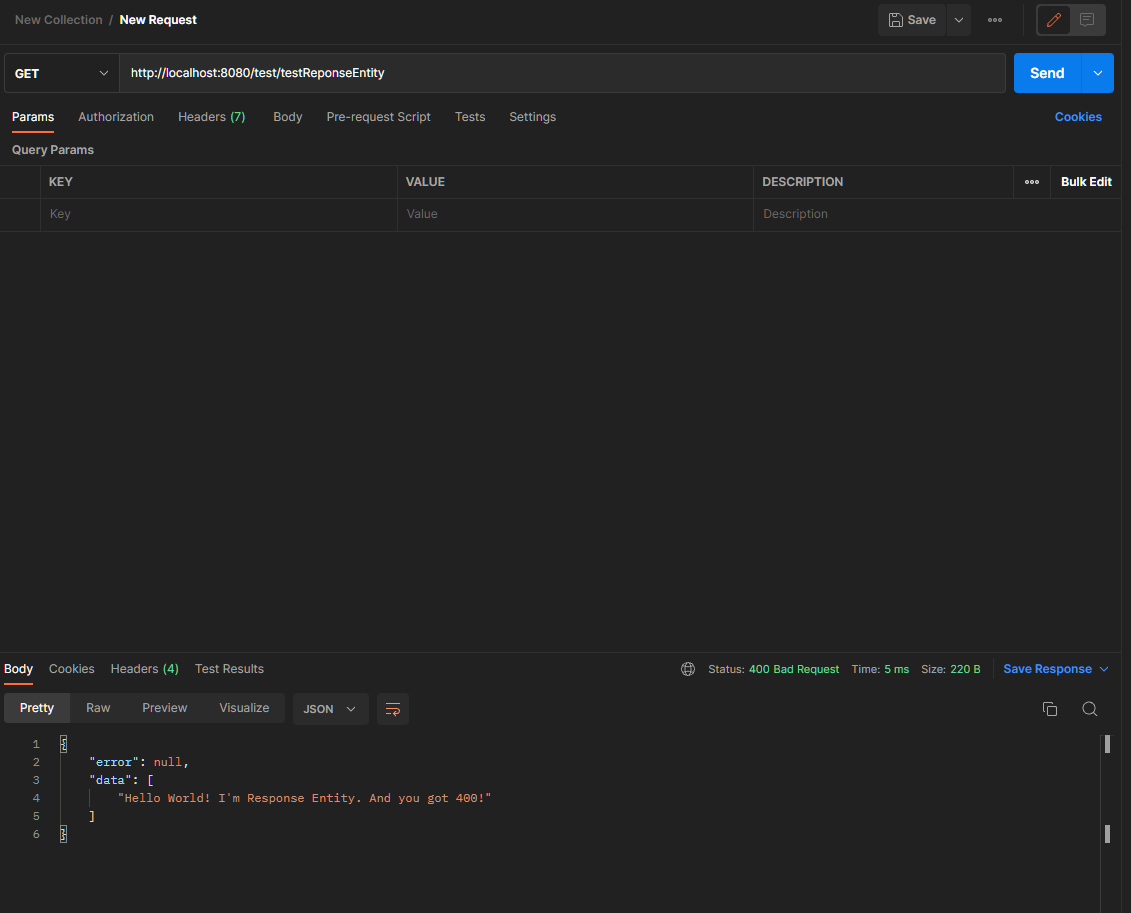 New Collection / New Request
Save
GET
http://localhost:8080/test/testReponseEntity
Send
Params Authorization Headers (7) Body Pre-request Script Tests Settings Cookies
Query Params
KEY VALUE DESCRIPTION Bulk Edit
Key Value Description
Body Cookies Headers (4) Test Results Status: 400 Bad Request Time: 5 ms Size: 220 B Save Response
Pretty Raw Preview Visualize JSON
1 {
2 "error": null,
3 "data": [
4 "Hello World! I'm Response Entity. And you got 400!"
5 ]
6 }